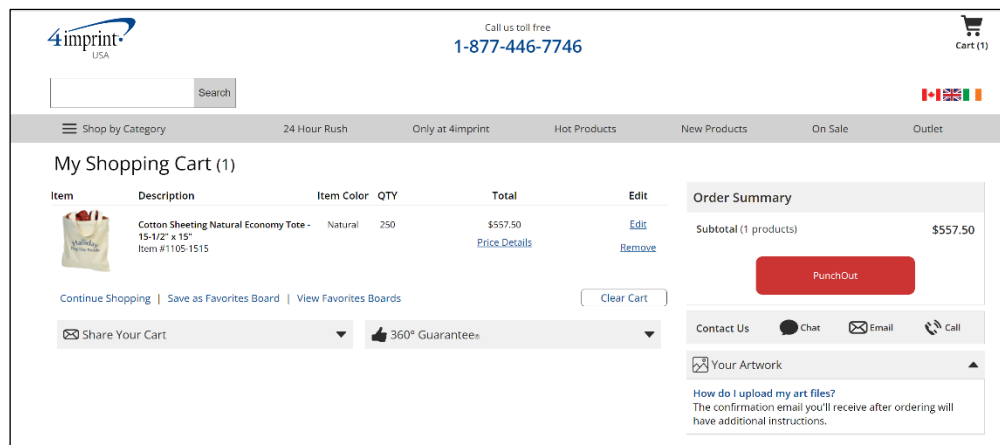 4imprint
USA
Call us toll free
1-877-446-7746
Cart (1)
Search
Shop by Category 24 Hour Rush Only at 4imprint Hot Products New Products On Sale Outlet
My Shopping Cart (1)
Item Description Item Color QTY Total Edit
Cotton Sheeting Natural Economy Tote - Natural 250 $557.50 Edit
15-1/2" x 15"
Item #1105-1515 Price Details Remove
Continue Shopping | Save as Favorites Board | View Favorites Boards Clear Cart
Share Your Cart 360° Guarantee®
Order Summary
Subtotal (1 products) $557.50
PunchOut
Contact Us Chat Email Call
Your Artwork
How do I upload my art files?
The confirmation email you'll receive after ordering will
have additional instructions.